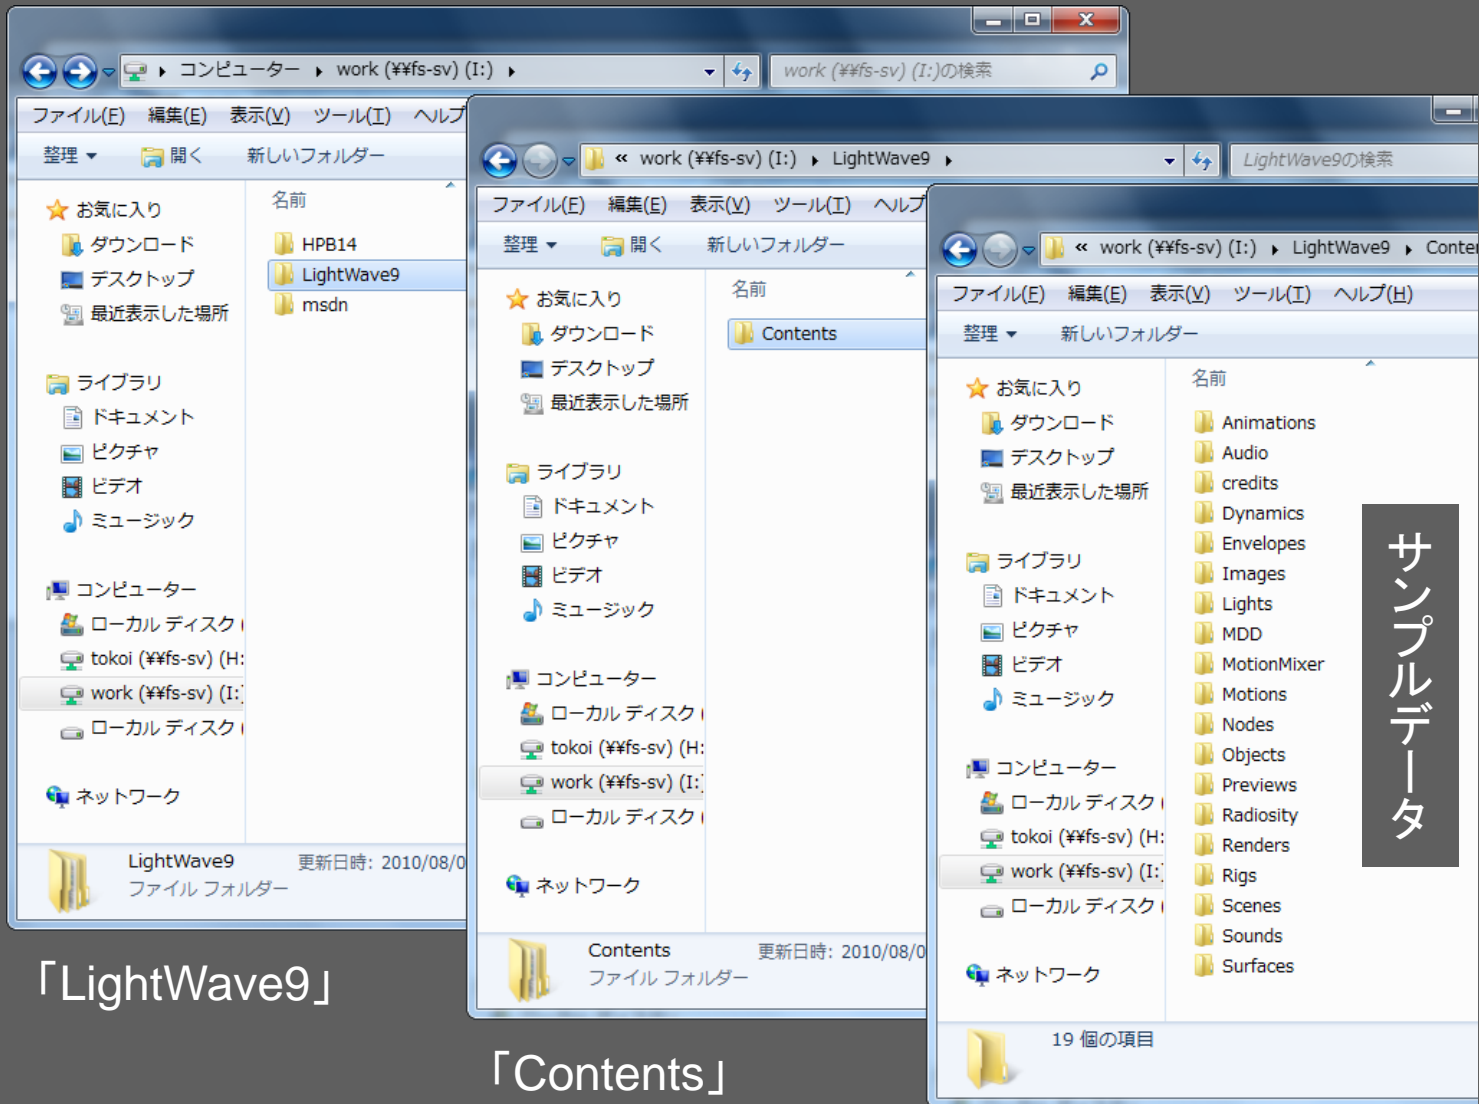 コンピューター ▸ work (¥¥fs-sv) (I:) ▸
work (¥¥fs-sv) (I:)の検索
ファイル(F) 編集(E) 表示(V) ツール(T) ヘルプ
整理 開く 新しいフォルダー
お気に入り
ダウンロード
デスクトップ
最近表示した場所
ライブラリ
ドキュメント
ピクチャ
ビデオ
ミュージック
コンピューター
ローカル ディスク (
tokoi (¥¥fs-sv) (H:
work (¥¥fs-sv) (I:)
ローカル ディスク (
ネットワーク
名前
HPB14
LightWave9
msdn
LightWave9 更新日時: 2010/08/0
ファイル フォルダー
「LightWave9」
« work (¥¥fs-sv) (I:) ▸ LightWave9 ▸
LightWave9の検索
ファイル(F) 編集(E) 表示(V) ツール(T) ヘルプ
整理 開く 新しいフォルダー
お気に入り
ダウンロード
デスクトップ
最近表示した場所
ライブラリ
ドキュメント
ピクチャ
ビデオ
ミュージック
コンピューター
ローカル ディスク (
tokoi (¥¥fs-sv) (H:
work (¥¥fs-sv) (I:)
ローカル ディスク (
ネットワーク
名前
Contents
Contents 更新日時: 2010/08/0
ファイル フォルダー
「Contents」
« work (¥¥fs-sv) (I:) ▸ LightWave9 ▸ Conter
ファイル(F) 編集(E) 表示(V) ツール(T) ヘルプ(H)
整理 新しいフォルダー
お気に入り
ダウンロード
デスクトップ
最近表示した場所
ライブラリ
ドキュメント
ピクチャ
ビデオ
ミュージック
コンピューター
ローカル ディスク (
tokoi (¥¥fs-sv) (H:
work (¥¥fs-sv) (I:)
ローカル ディスク (
ネットワーク
名前
Animations
Audio
credits
Dynamics
Envelopes
Images
Lights
MDD
MotionMixer
Motions
Nodes
Objects
Previews
Radiosity
Renders
Rigs
Scenes
Sounds
Surfaces
19 個の項目
サンプルデータ